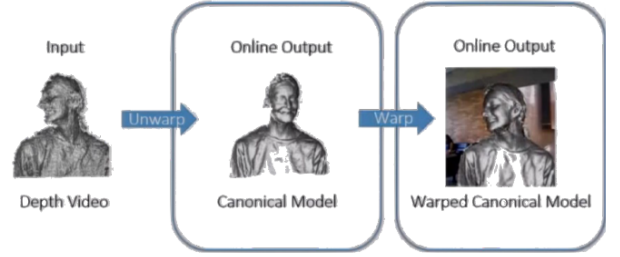 Input
Online Output
Online Output
Unwarp
Warp
Depth Video
Canonical Model
Warped Canonical Model